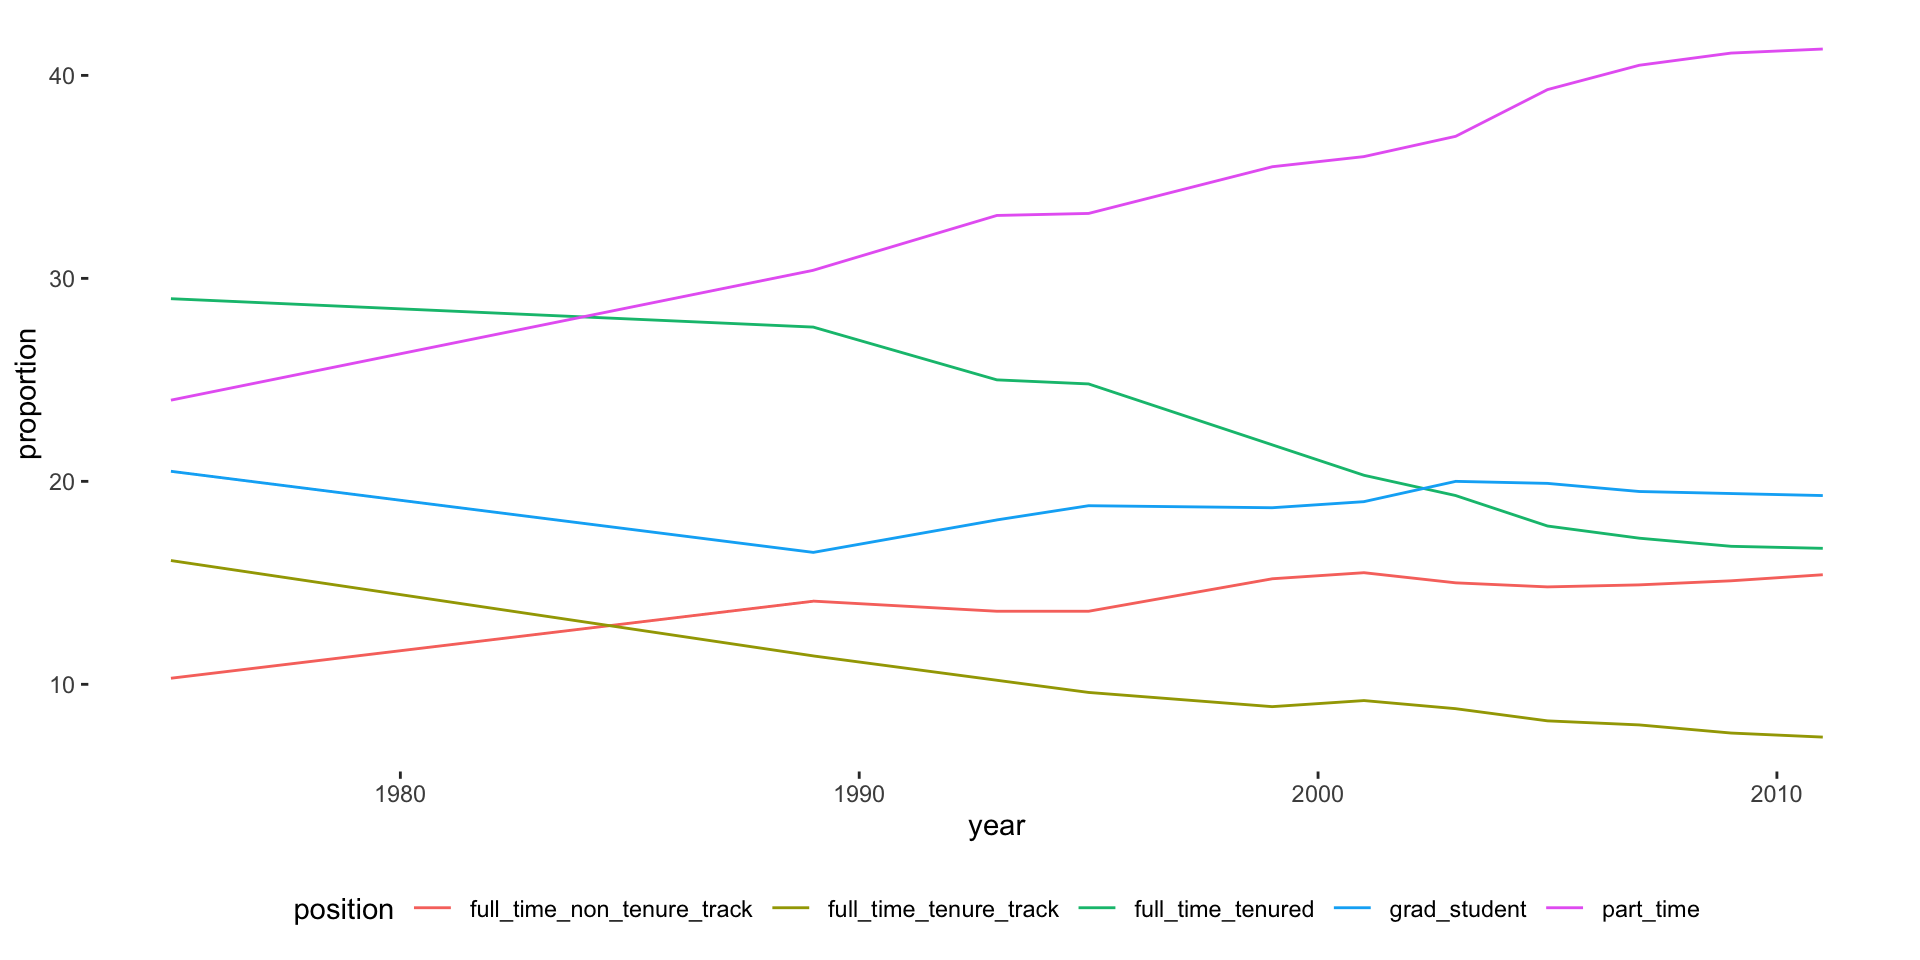 40
30
20
10
proportion
1980 1990 2000 2010
year
position full_time_non_tenure_track full_time_tenure_track full_time_tenured grad_student part_time